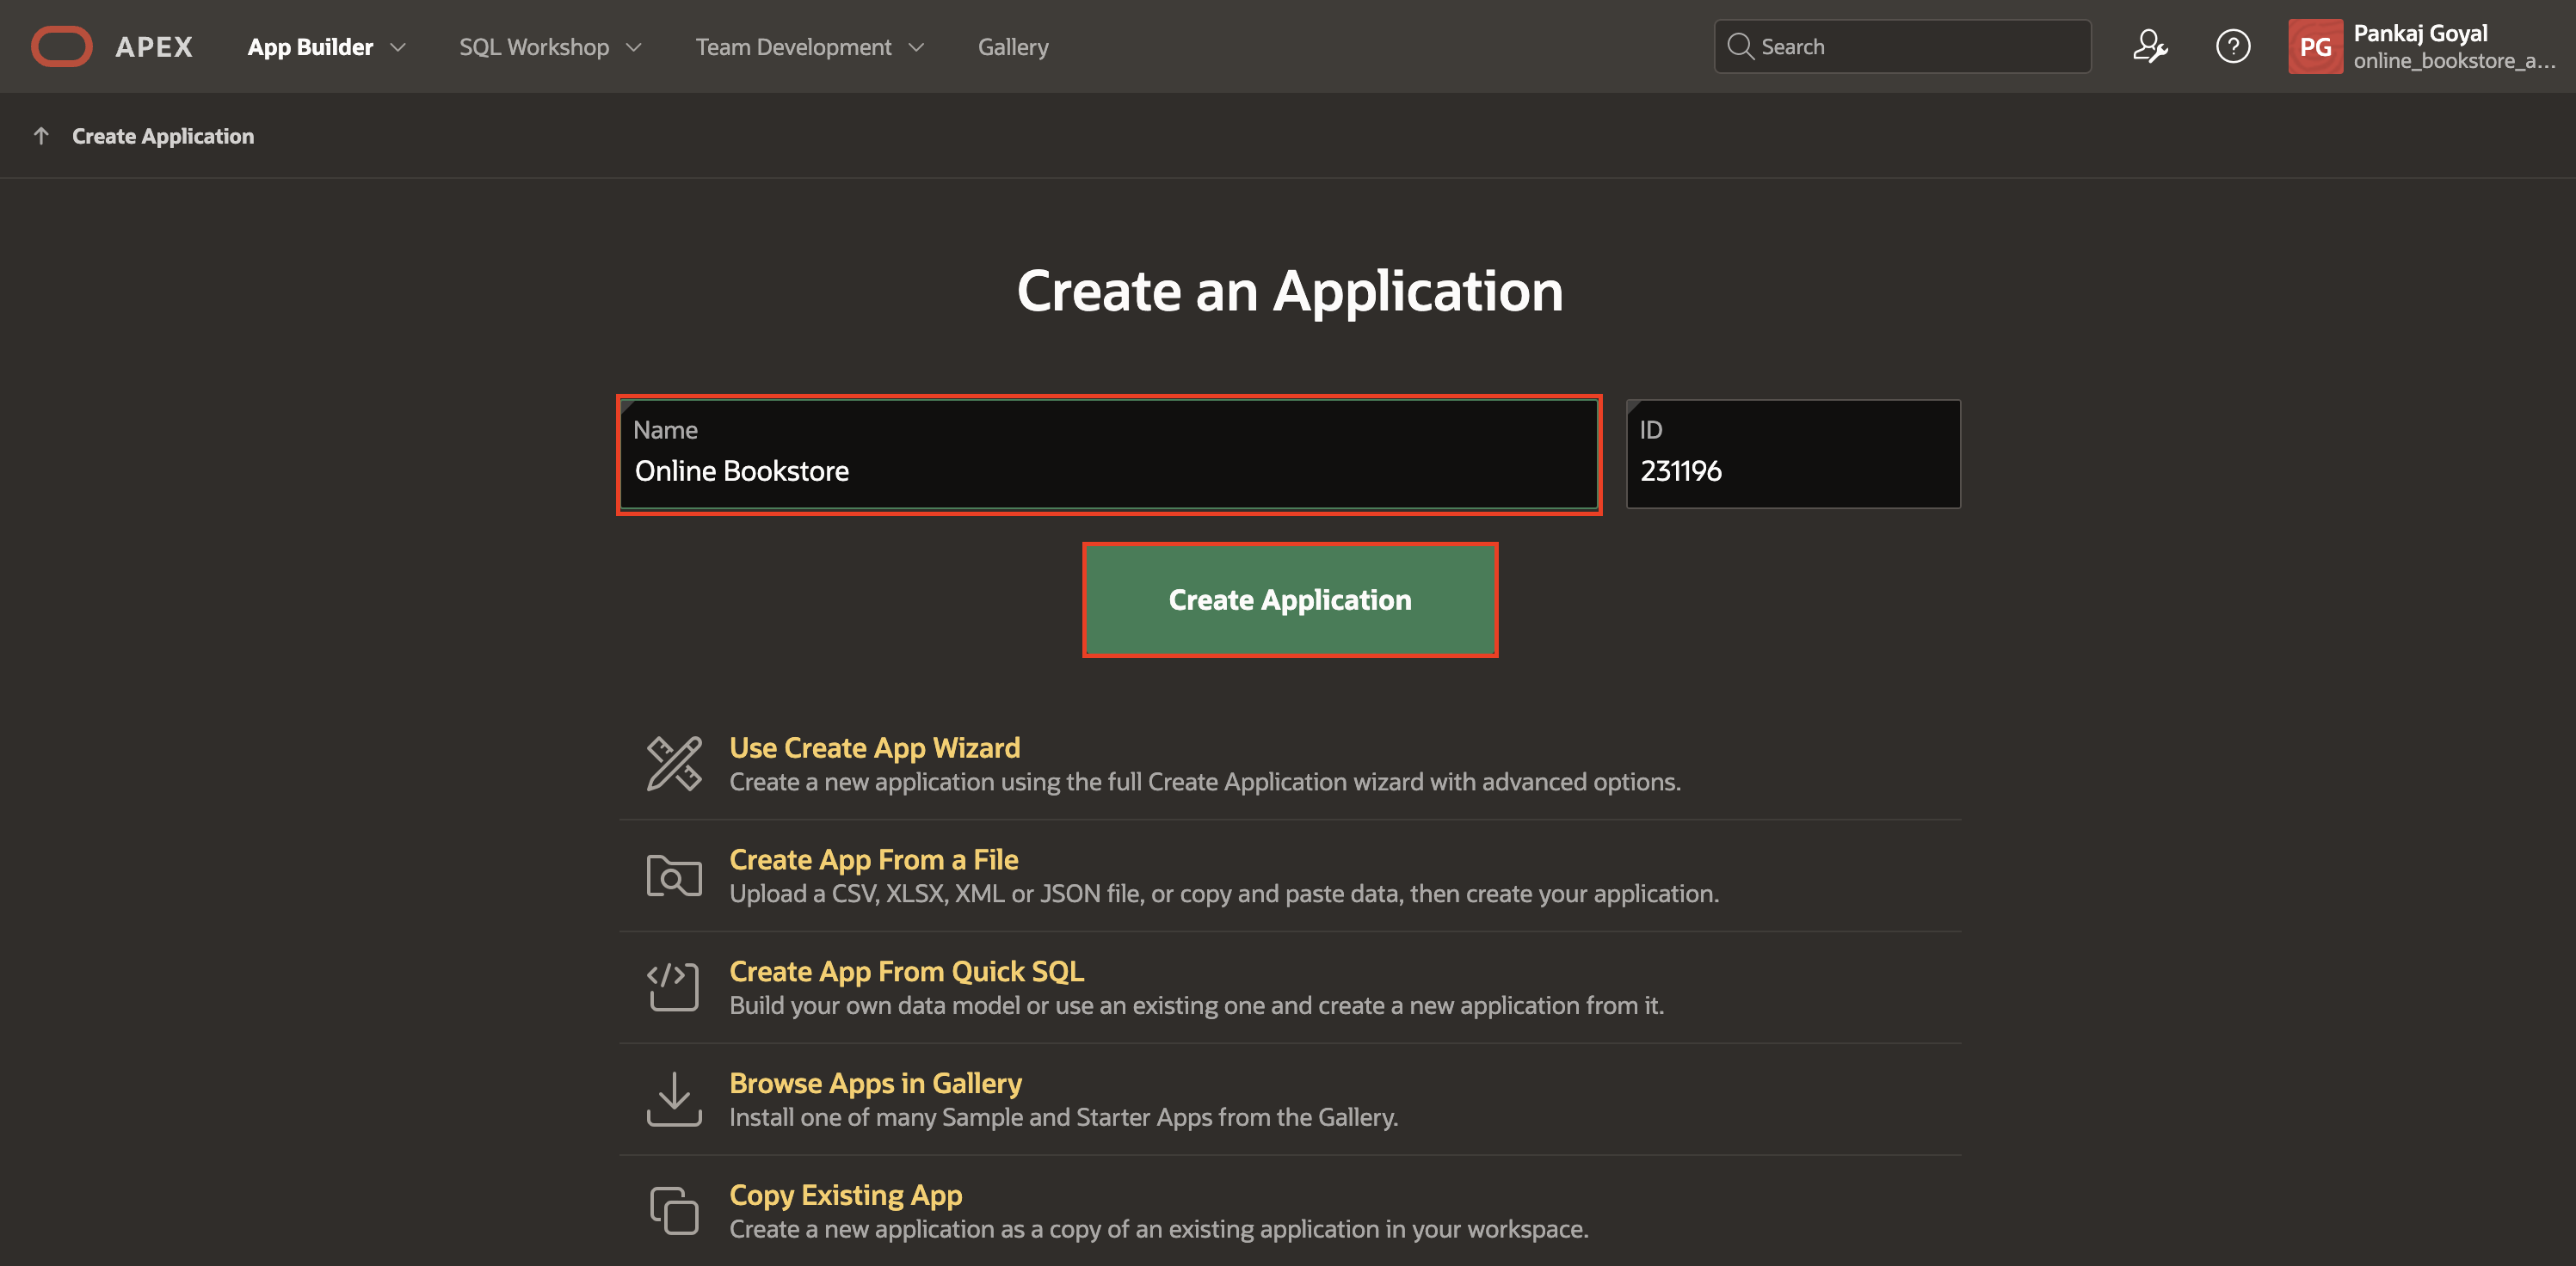 APEX App Builder SQL Workshop Team Development Gallery Search ? PG Pankaj Goyal
online_bookstore_a...
Create Application
Create an Application
Name
Online Bookstore
ID
231196
Create Application
Use Create App Wizard
Create a new application using the full Create Application wizard with advanced options.
Create App From a File
Upload a CSV, XLSX, XML or JSON file, or copy and paste data, then create your application.
Create App From Quick SQL
Build your own data model or use an existing one and create a new application from it.
Browse Apps in Gallery
Install one of many Sample and Starter Apps from the Gallery.
Copy Existing App
Create a new application as a copy of an existing application in your workspace.